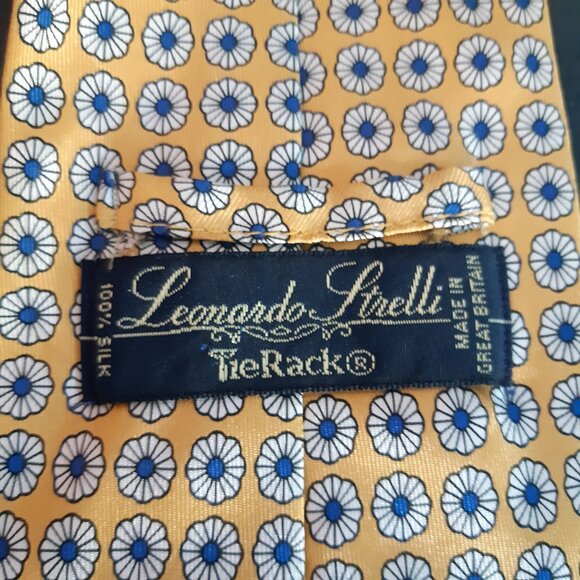 100% SILK
Leonardo Strelli
TieRack®
MADE IN
GREAT BRITAIN